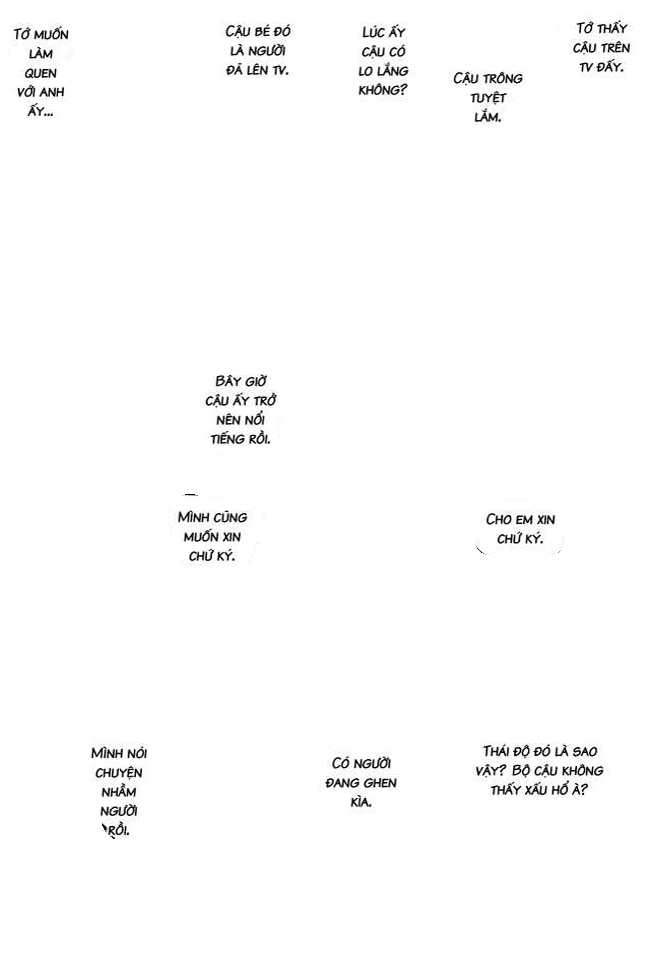 TỚ THẤY
CẬU TRÊN
TV ĐẤY.
CẬU TRÔNG
TUYỆT
LẮM.
LÚC ẤY
CẬU CÓ
LO LẮNG
KHÔNG?
CẬU BÉ ĐÓ
LÀ NGƯỜI
ĐÃ LÊN TV.
TỚ MUỐN
LÀM
QUEN
VỚI ANH
ẤY...
BÂY GIỜ
CẬU ẤY TRỞ
NÊN NỔI
TIẾNG RỒI.
CHO EM XIN
CHỮ KÝ.
MÌNH CŨNG
MUỐN XIN
CHỮ KÝ.
THÁI ĐỘ ĐÓ LÀ SAO
VẬY? BỘ CẬU KHÔNG
THẤY XẤU HỔ À?
CÓ NGƯỜI
ĐANG GHEN
KÌA.
MÌNH NÓI
CHUYỆN
NHẦM
NGƯỜI
RỒI.